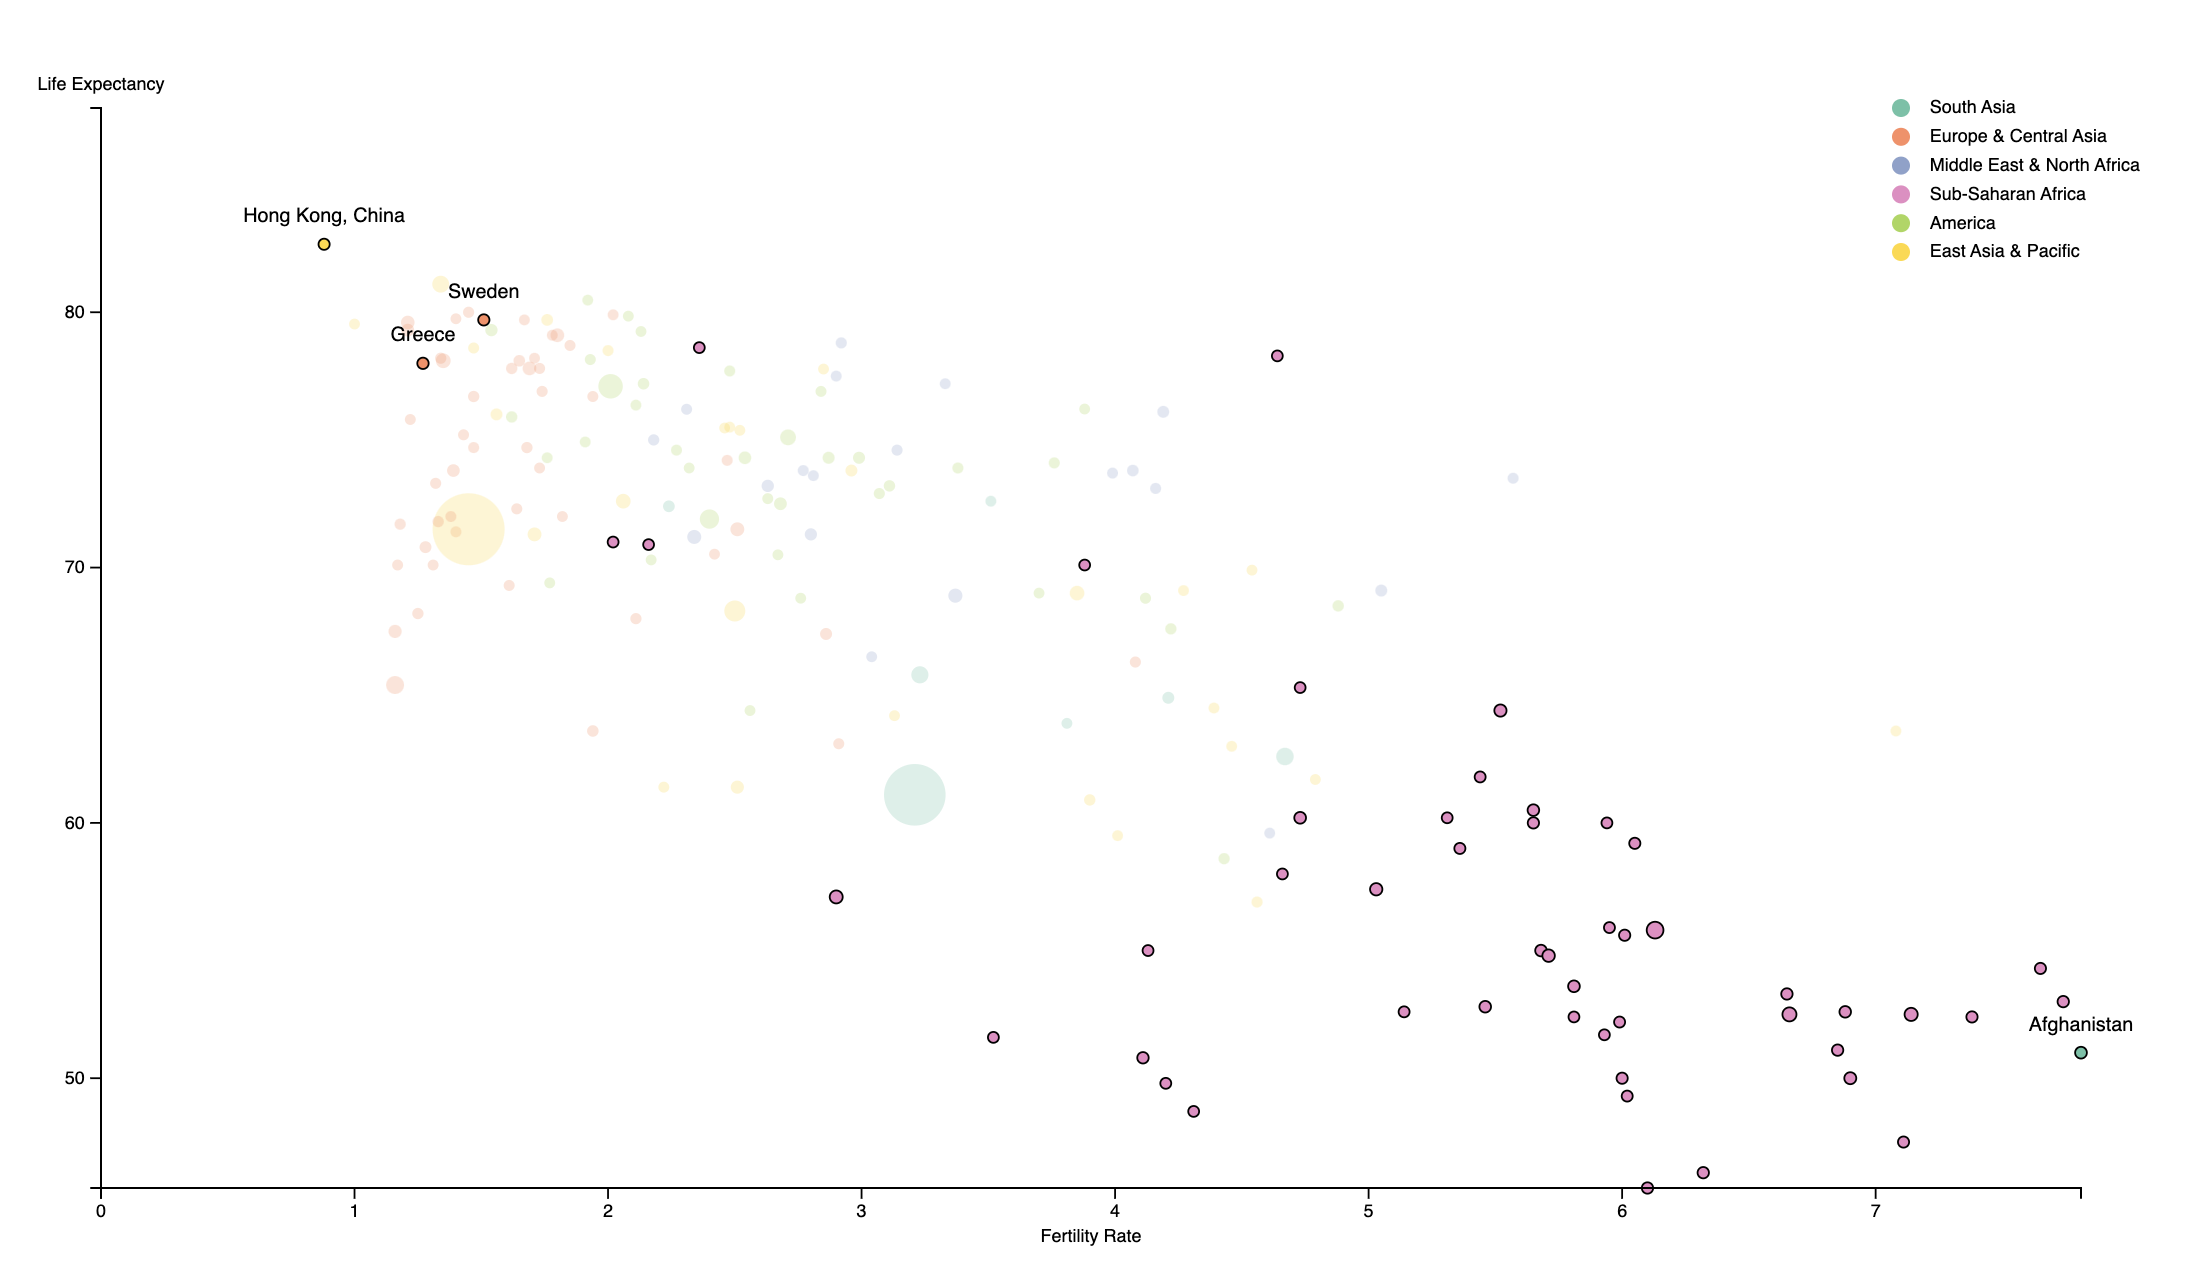 Life Expectancy
South Asia
Europe & Central Asia
Middle East & North Africa
Sub-Saharan Africa
America
East Asia & Pacific
Hong Kong, China
Sweden
Greece
Afghanistan
80
70
60
50
0 1 2 3 4 5 6 7
Fertility Rate